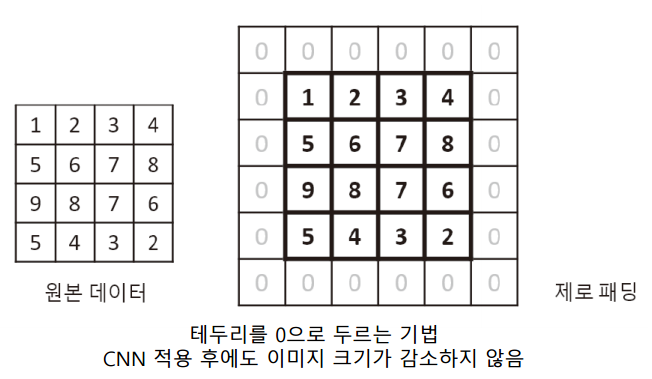 0 0 0 0 0 0
0 1 2 3 4 0
0 5 6 7 8 0
0 9 8 7 6 0
0 5 4 3 2 0
0 0 0 0 0 0
1 2 3 4
5 6 7 8
9 8 7 6
5 4 3 2
원본 데이터
제로 패딩
테두리를 0으로 두르는 기법
CNN 적용 후에도 이미지 크기가 감소하지 않음